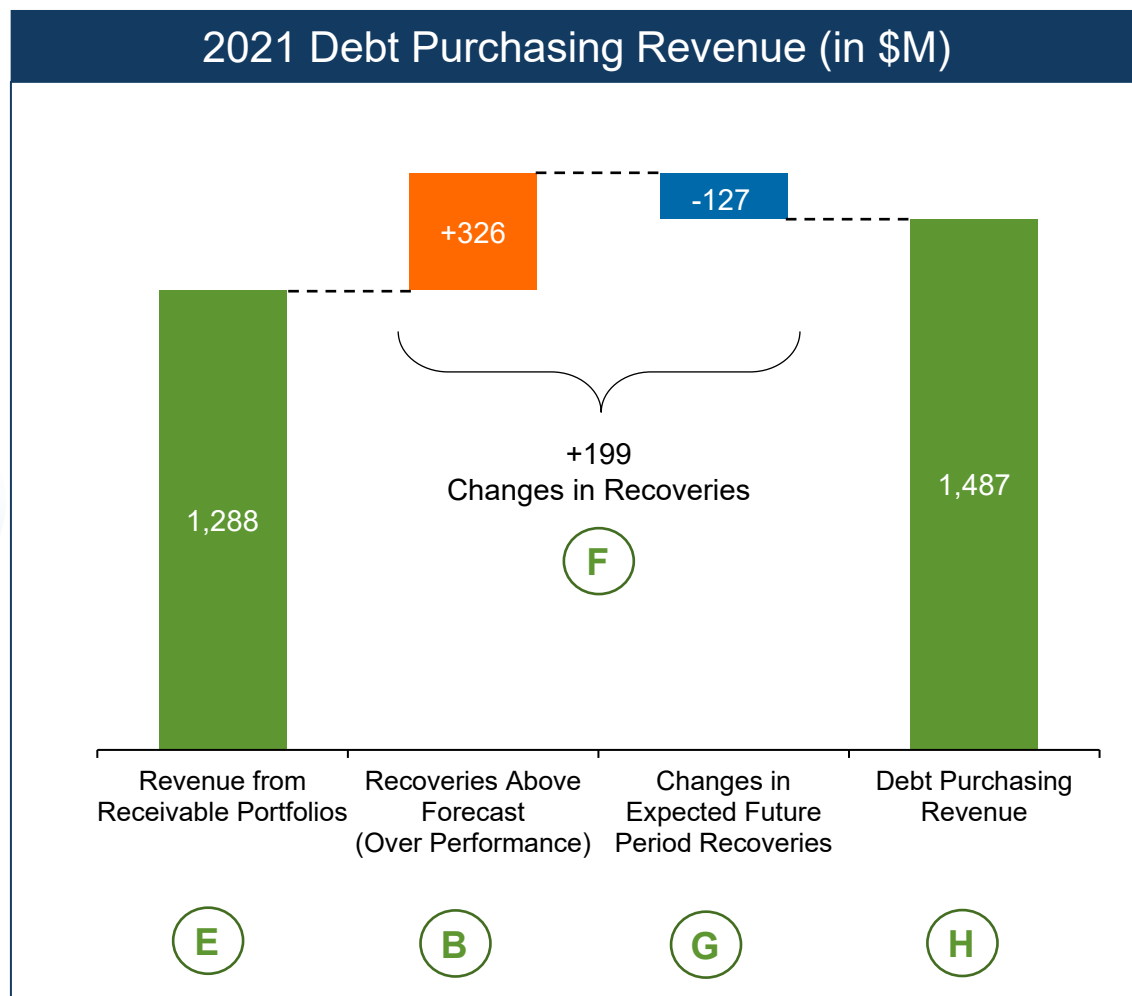 2021 Debt Purchasing Revenue (in $M)
+326
-127
+199
Changes in Recoveries
1,288
1,487
F
Revenue from
Receivable Portfolios
Recoveries Above
Forecast
(Over Performance)
Changes in
Expected Future
Period Recoveries
Debt Purchasing
Revenue
E
B
G
H